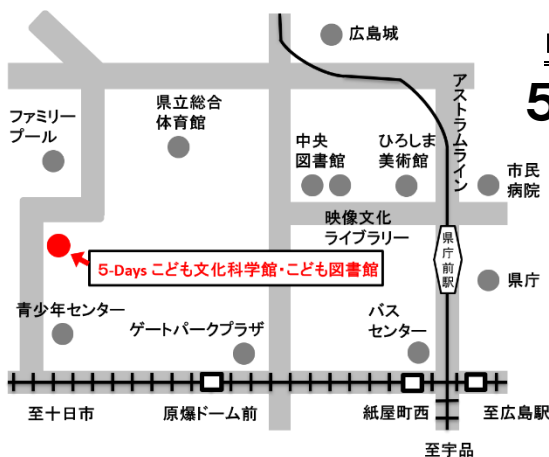 広島城
5
アストラムライン
ファミリー
プール
県立総合
体育館
中央
図書館
ひろしま
美術館
市民
病院
映像文化
ライブラリー
県庁前駅
5-Days こども文化科学館・こども図書館
県庁
青少年センター
ゲートパークプラザ
バス
センター
至十日市
原爆ドーム前
紙屋町西
至広島駅
至宇品